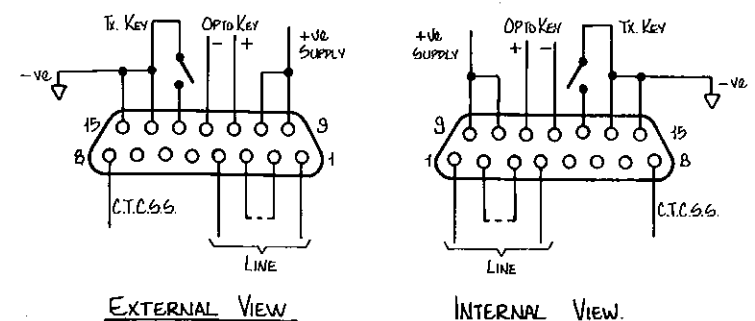 Tx. KEY
OPTO KEY
- +
+ve
SUPPLY
-ve
15
9
8
1
C.T.C.S.S.
LINE
EXTERNAL VIEW
+ve
SUPPLY
OPTO KEY
+ -
Tx. KEY
-ve
9
15
1
8
C.T.C.S.S.
LINE
INTERNAL VIEW.